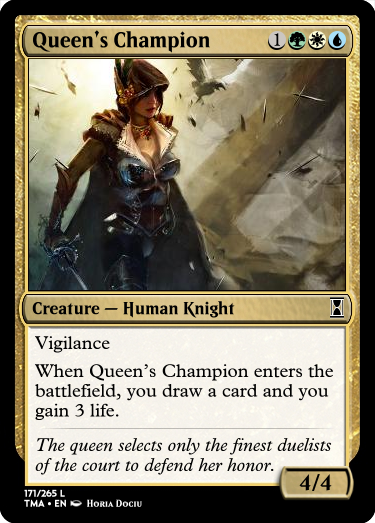 Queen's Champion 1
Creature — Human Knight
Vigilance
When Queen's Champion enters the
battlefield, you draw a card and you
gain 3 life.
The queen selects only the finest duelists
of the court to defend her honor.
4/4
171/265 L
TMA • EN Horia Dociu